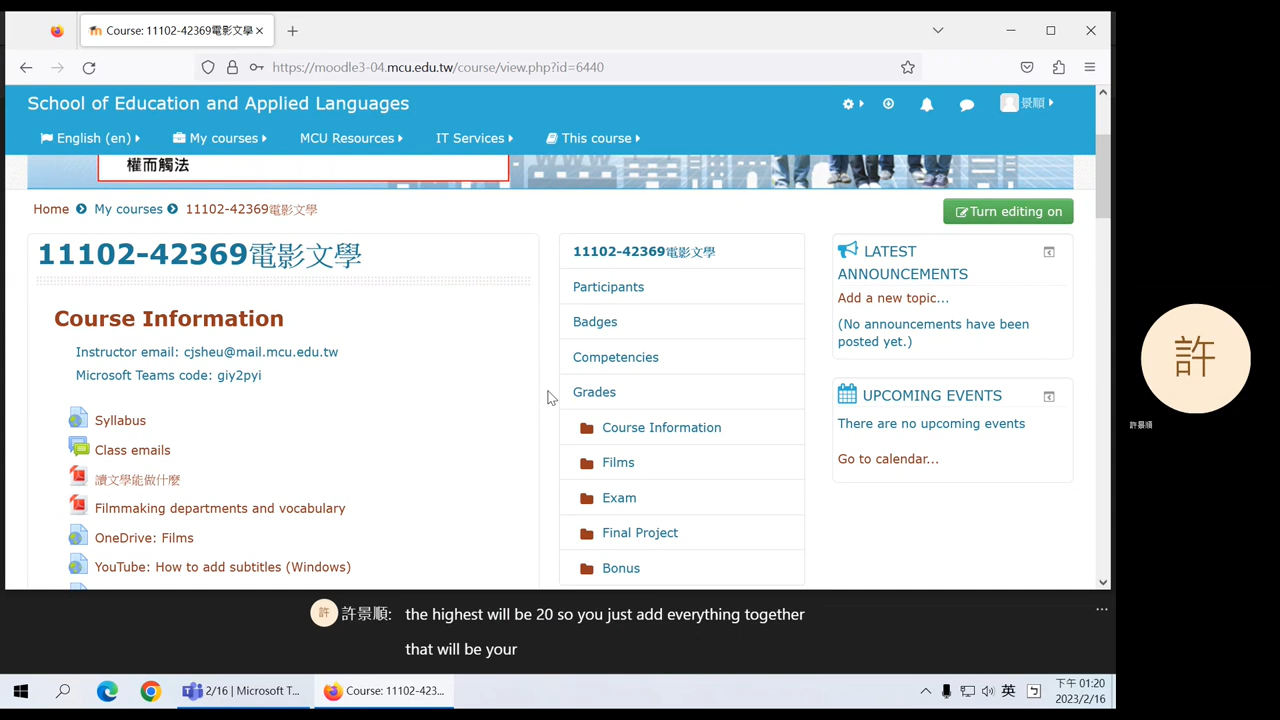 Course: 11102-42369電影文學
https://moodle3-04.mcu.edu.tw/course/view.php?id=6440
School of Education and Applied Languages
景順
English (en)
My courses
MCU Resources
IT Services
This course
權而觸法
Home
My courses
11102-42369電影文學
Turn editing on
11102-42369電影文學
Course Information
Instructor email: cjsheu@mail.mcu.edu.tw
Microsoft Teams code: giy2pyi
Syllabus
Class emails
讀文學能做什麼
Filmmaking departments and vocabulary
OneDrive: Films
YouTube: How to add subtitles (Windows)
11102-42369電影文學
Participants
Badges
Competencies
Grades
Course Information
Films
Exam
Final Project
Bonus
LATEST
ANNOUNCEMENTS
Add a new topic...
(No announcements have been
posted yet.)
UPCOMING EVENTS
There are no upcoming events
Go to calendar...
許
許景順
許
許景順:
the highest will be 20 so you just add everything together
that will be your
2/16 | Microsoft T...
Course: 11102-423...
英
下午 01:20
2023/2/16